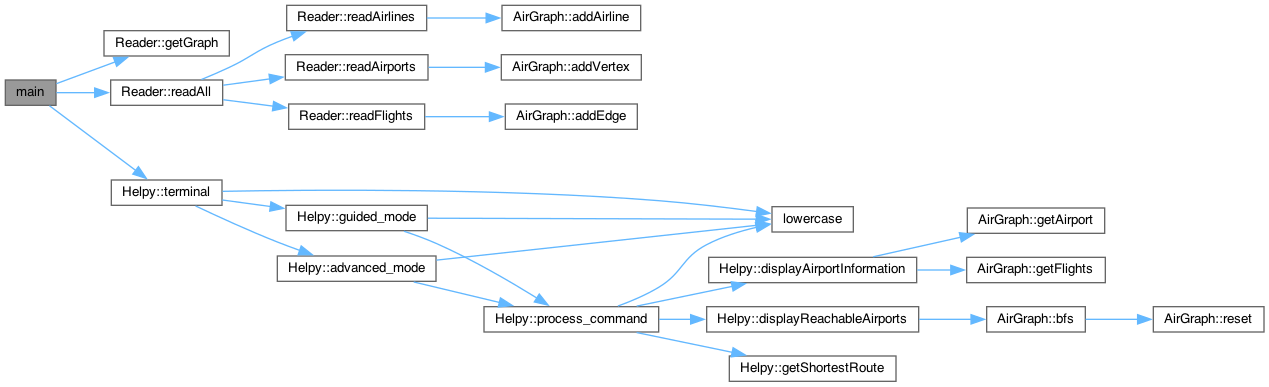 Reader::readAirlines
AirGraph::addAirline
Reader::getGraph
Reader::readAirports
AirGraph::addVertex
main
Reader::readAll
Reader::readFlights
AirGraph::addEdge
Helpy::terminal
Helpy::guided_mode
lowercase
AirGraph::getAirport
Helpy::advanced_mode
Helpy::displayAirportInformation
AirGraph::getFlights
Helpy::process_command
Helpy::displayReachableAirports
AirGraph::bfs
AirGraph::reset
Helpy::getShortestRoute